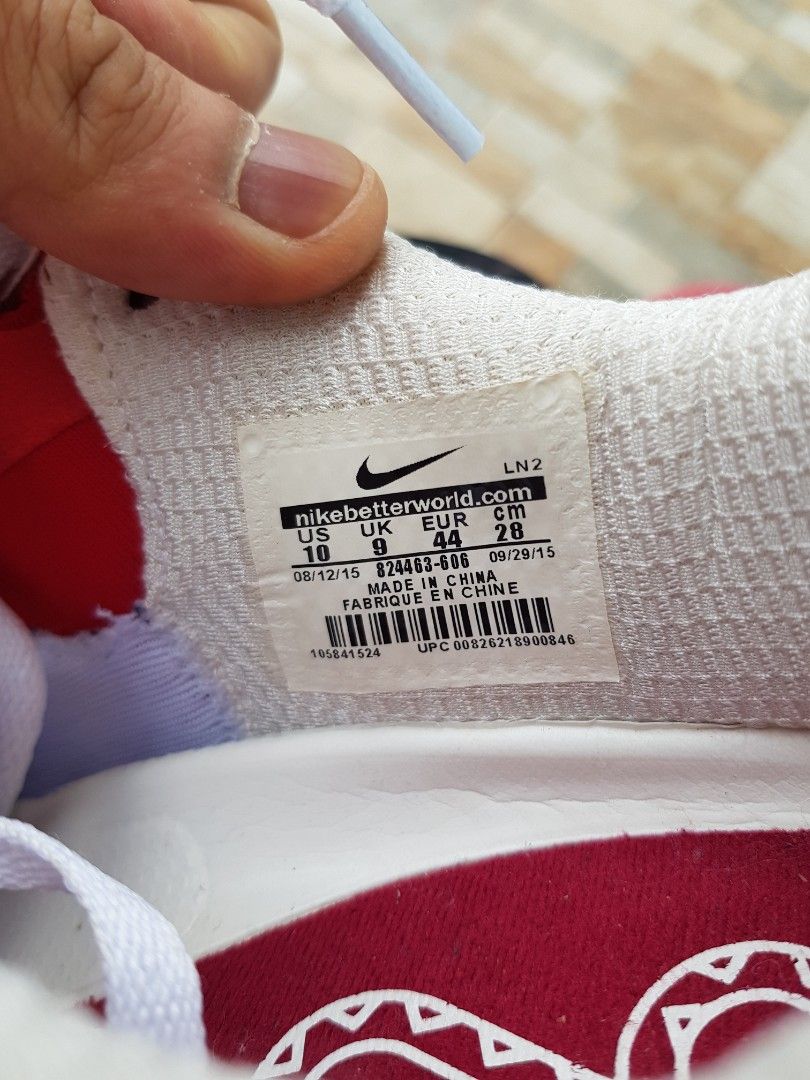 LN2
nikebetterworld.com
US UK EUR cm
10 9 44 28
08/12/15 824463-606 09/29/15
MADE IN CHINA
FABRIQUE EN CHINE
105841524 UPC 00826218900846